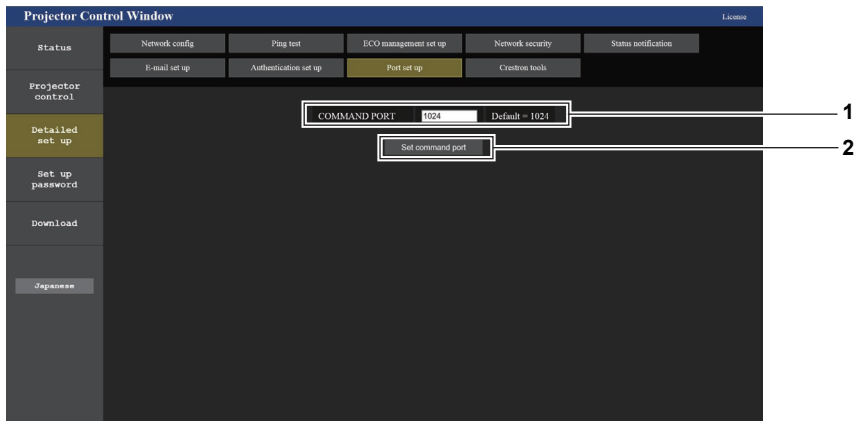 Projector Control Window
License
Status
Network config
Ping test
ECO management set up
Network security
Status notification
E-mail set up
Authentication set up
Port set up
Crestron tools
Projector
control
COMMAND PORT 1024 Default = 1024
1
Set command port
2
Detailed
set up
Set up
password
Download
Japanese